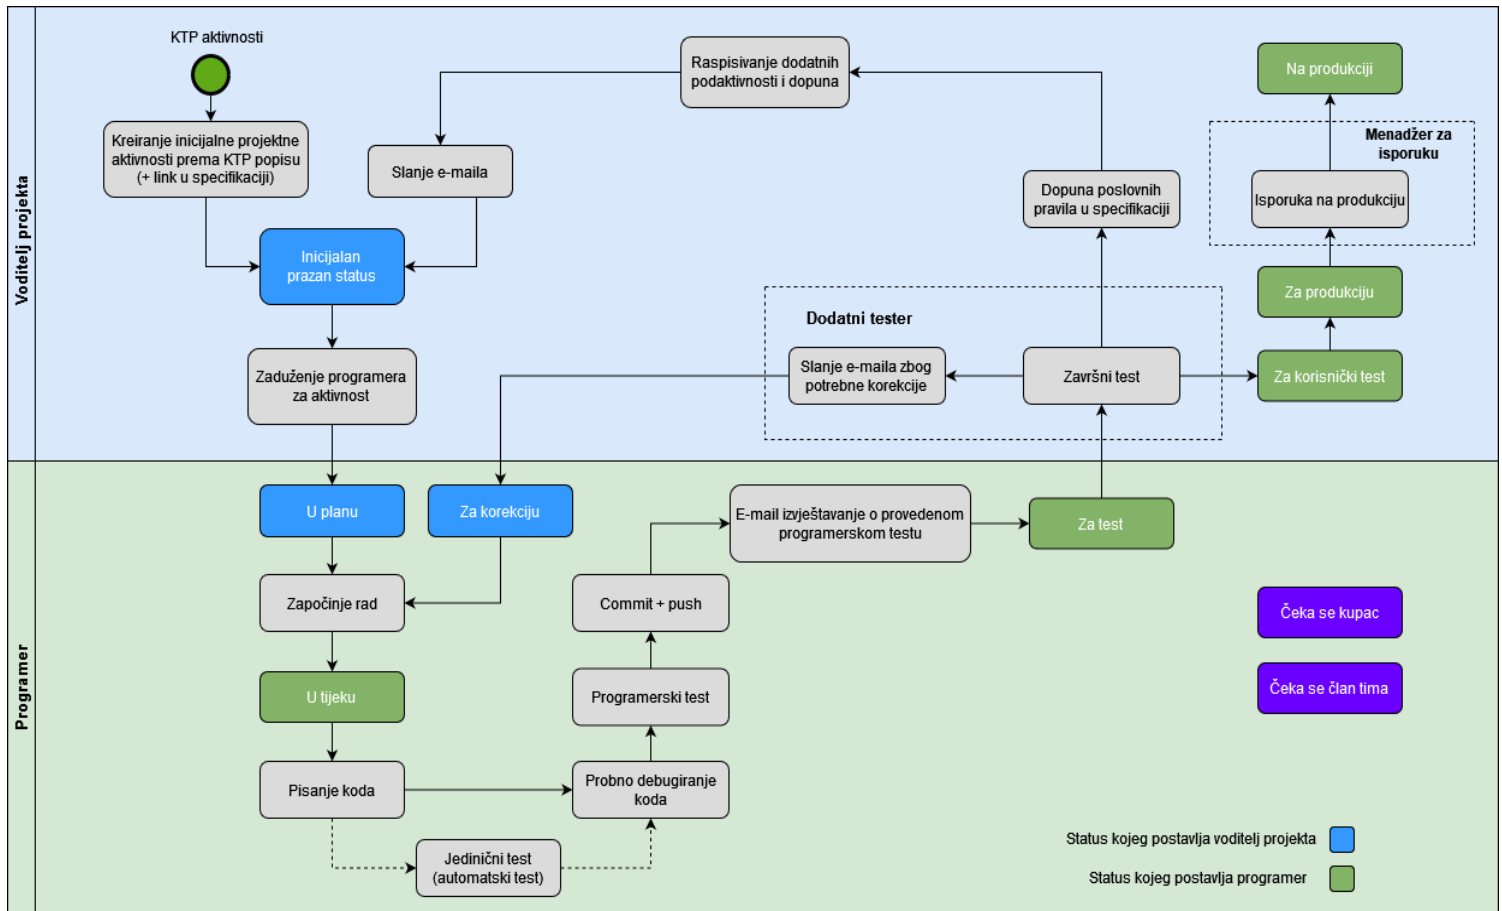 Voditelj projekta
KTP aktivnosti
Kreiranje inicijalne projektne
aktivnosti prema KTP popisu
(+ link u specifikaciji)
Slanje e-maila
Raspisivanje dodatnih
podaktivnosti i dopuna
Na produkciji
Menadžer za
isporuku
Isporuka na produkciju
Dopuna poslovnih
pravila u specifikaciji
Inicijalan
prazan status
Za produkciju
Dodatni tester
Zaduženje programera
za aktivnost
Slanje e-maila zbog
potrebne korekcije
Završni test
Za korisnički test
Programer
U planu
Za korekciju
E-mail izvještavanje o provedenom
programerskom testu
Za test
Započinje rad
Commit + push
Čeka se kupac
U tijeku
Programerski test
Čeka se član tima
Pisanje koda
Probno debugiranje
koda
Jedinični test
(automatski test)
Status kojeg postavlja voditelj projekta
Status kojeg postavlja programer